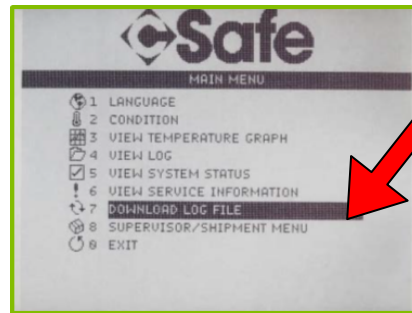 CSafe
MAIN MENU
1 LANGUAGE
2 CONDITION
3 VIEW TEMPERATURE GRAPH
4 VIEW LOG
5 VIEW SYSTEM STATUS
6 VIEW SERVICE INFORMATION
7 DOWNLOAD LOG FILE
8 SUPERVISOR/SHIPMENT MENU
0 EXIT